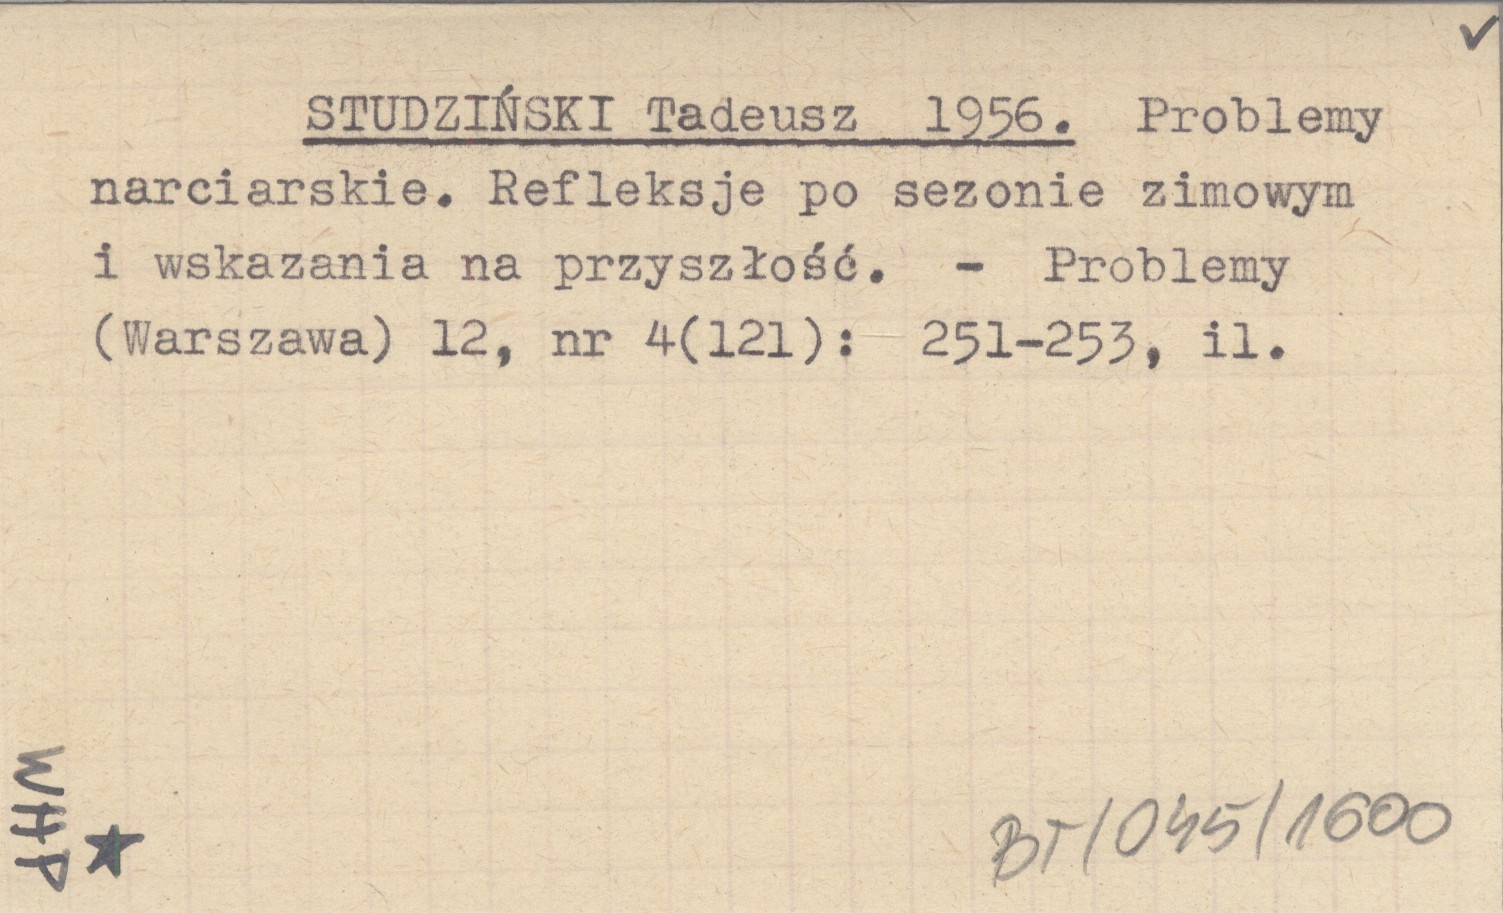 STUDZIŃSKI Tadeusz 1956. Problemy
narciarskie. Refleksje po sezonie zimowym
i wskazania na przyszłość. - Problemy
(Warszawa) 12, nr 4(121): 251-253, il.
WHP
BT/045/1600